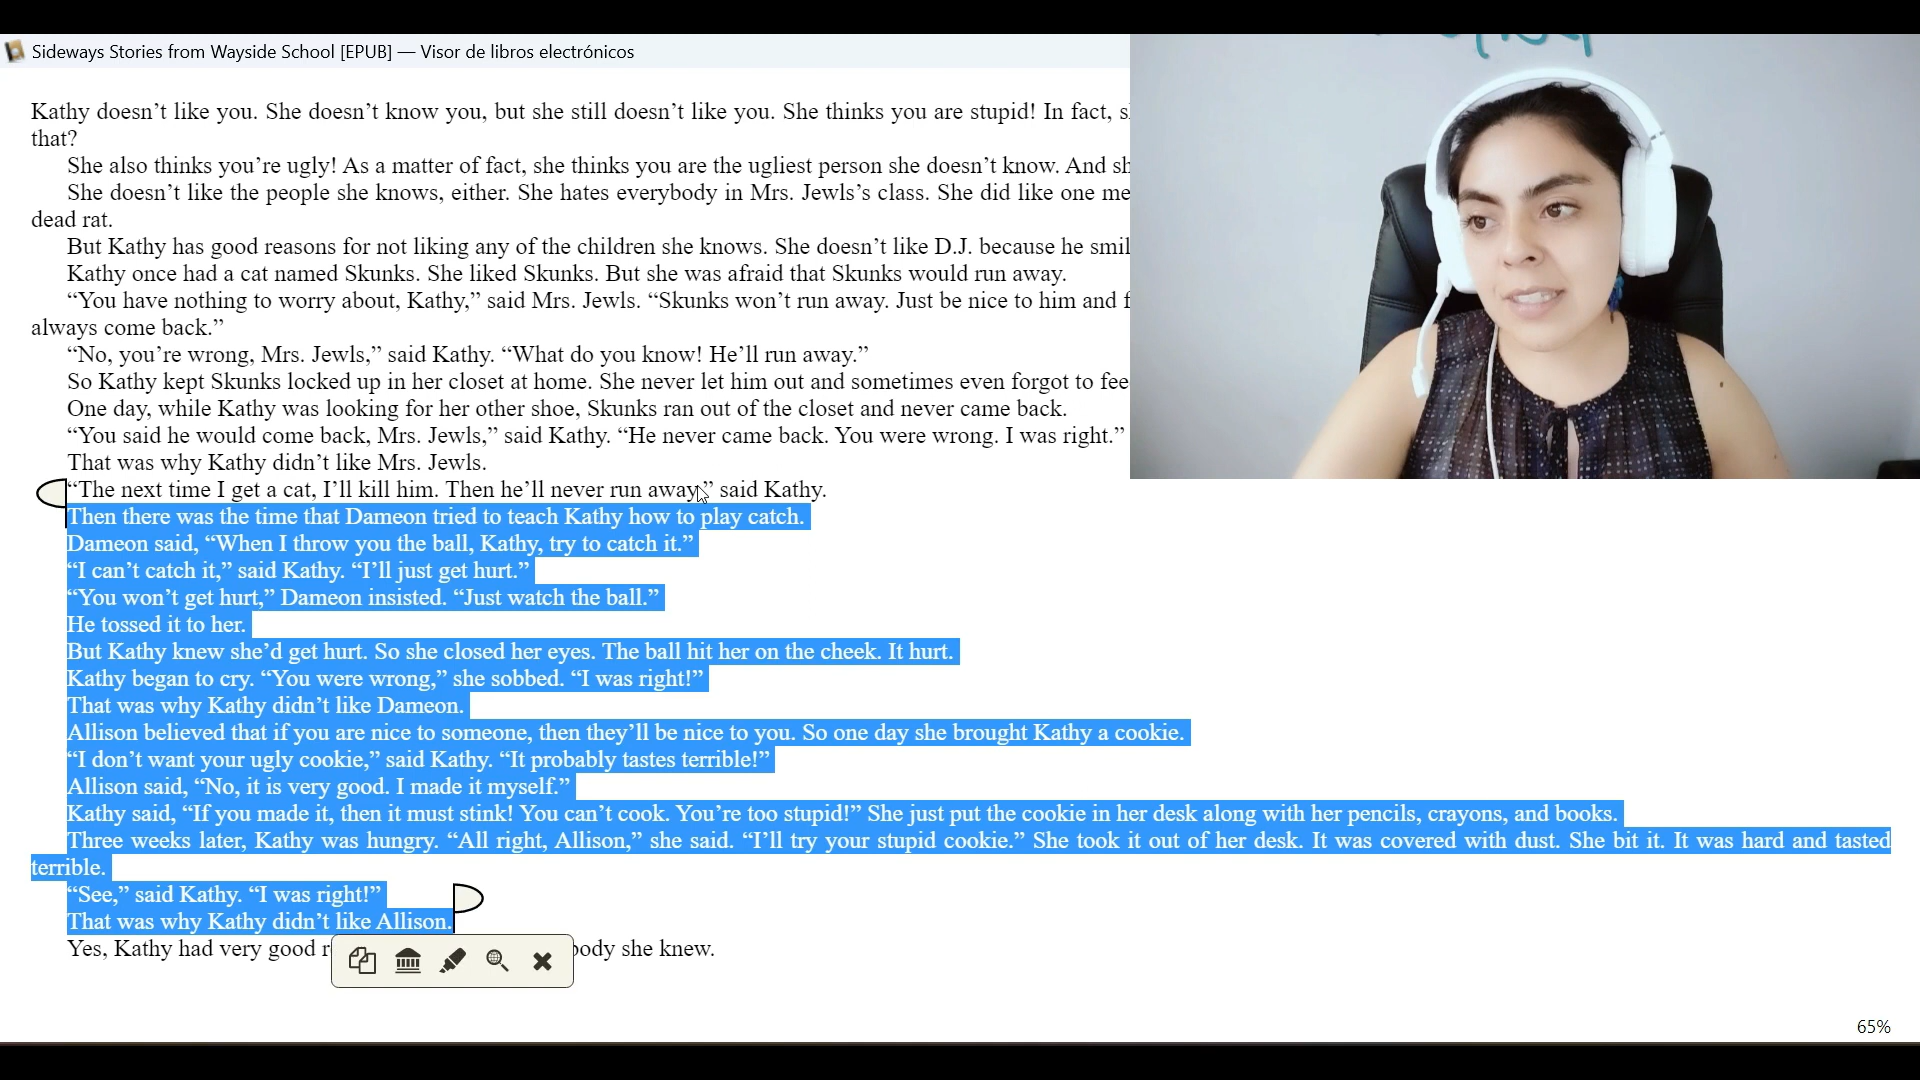 Sideways Stories from Wayside School [EPUB] — Visor de libros electrónicos
Kathy doesn’t like you. She doesn’t know you, but she still doesn’t like you. She thinks you are stupid! In fact,
that?
She also thinks you’re ugly! As a matter of fact, she thinks you are the ugliest person she doesn’t know. And
She doesn’t like the people she knows, either. She hates everybody in Mrs. Jewls’s class. She did like one
dead rat.
But Kathy has good reasons for not liking any of the children she knows. She doesn’t like D.J. because he
Kathy once had a cat named Skunks. She liked Skunks. But she was afraid that Skunks would run away.
“You have nothing to worry about, Kathy,” said Mrs. Jewls. “Skunks won’t run away. Just be nice to him and
always come back.”
“No, you’re wrong, Mrs. Jewls,” said Kathy. “What do you know! He’ll run away.”
So Kathy kept Skunks locked up in her closet at home. She never let him out and sometimes even forgot to
One day, while Kathy was looking for her other shoe, Skunks ran out of the closet and never came back.
“You said he would come back, Mrs. Jewls,” said Kathy. “He never came back. You were wrong. I was right.”
That was why Kathy didn’t like Mrs. Jewls.
“The next time I get a cat, I’ll kill him. Then he’ll never run away,” said Kathy.
Then there was the time that Dameon tried to teach Kathy how to play catch.
Dameon said, “When I throw you the ball, Kathy, try to catch it.”
“I can’t catch it,” said Kathy. “I’ll just get hurt.”
“You won’t get hurt,” Dameon insisted. “Just watch the ball.”
He tossed it to her.
But Kathy knew she’d get hurt. So she closed her eyes. The ball hit her on the cheek. It hurt.
Kathy began to cry. “You were wrong,” she sobbed. “I was right!”
That was why Kathy didn’t like Dameon.
Allison believed that if you are nice to someone, then they’ll be nice to you. So one day she brought Kathy a cookie.
“I don’t want your ugly cookie,” said Kathy. “It probably tastes terrible!”
Allison said, “No, it is very good. I made it myself.”
Kathy said, “If you made it, then it must stink! You can’t cook. You’re too stupid!” She just put the cookie in her desk along with her pencils, crayons, and books.
Three weeks later, Kathy was hungry. “All right, Allison,” she said. “I’ll try your stupid cookie.” She took it out of her desk. It was covered with dust. She bit it. It was hard and tasted
terrible.
“See,” said Kathy. “I was right!”
That was why Kathy didn’t like Allison.
Yes, Kathy had very good she knew.
65%